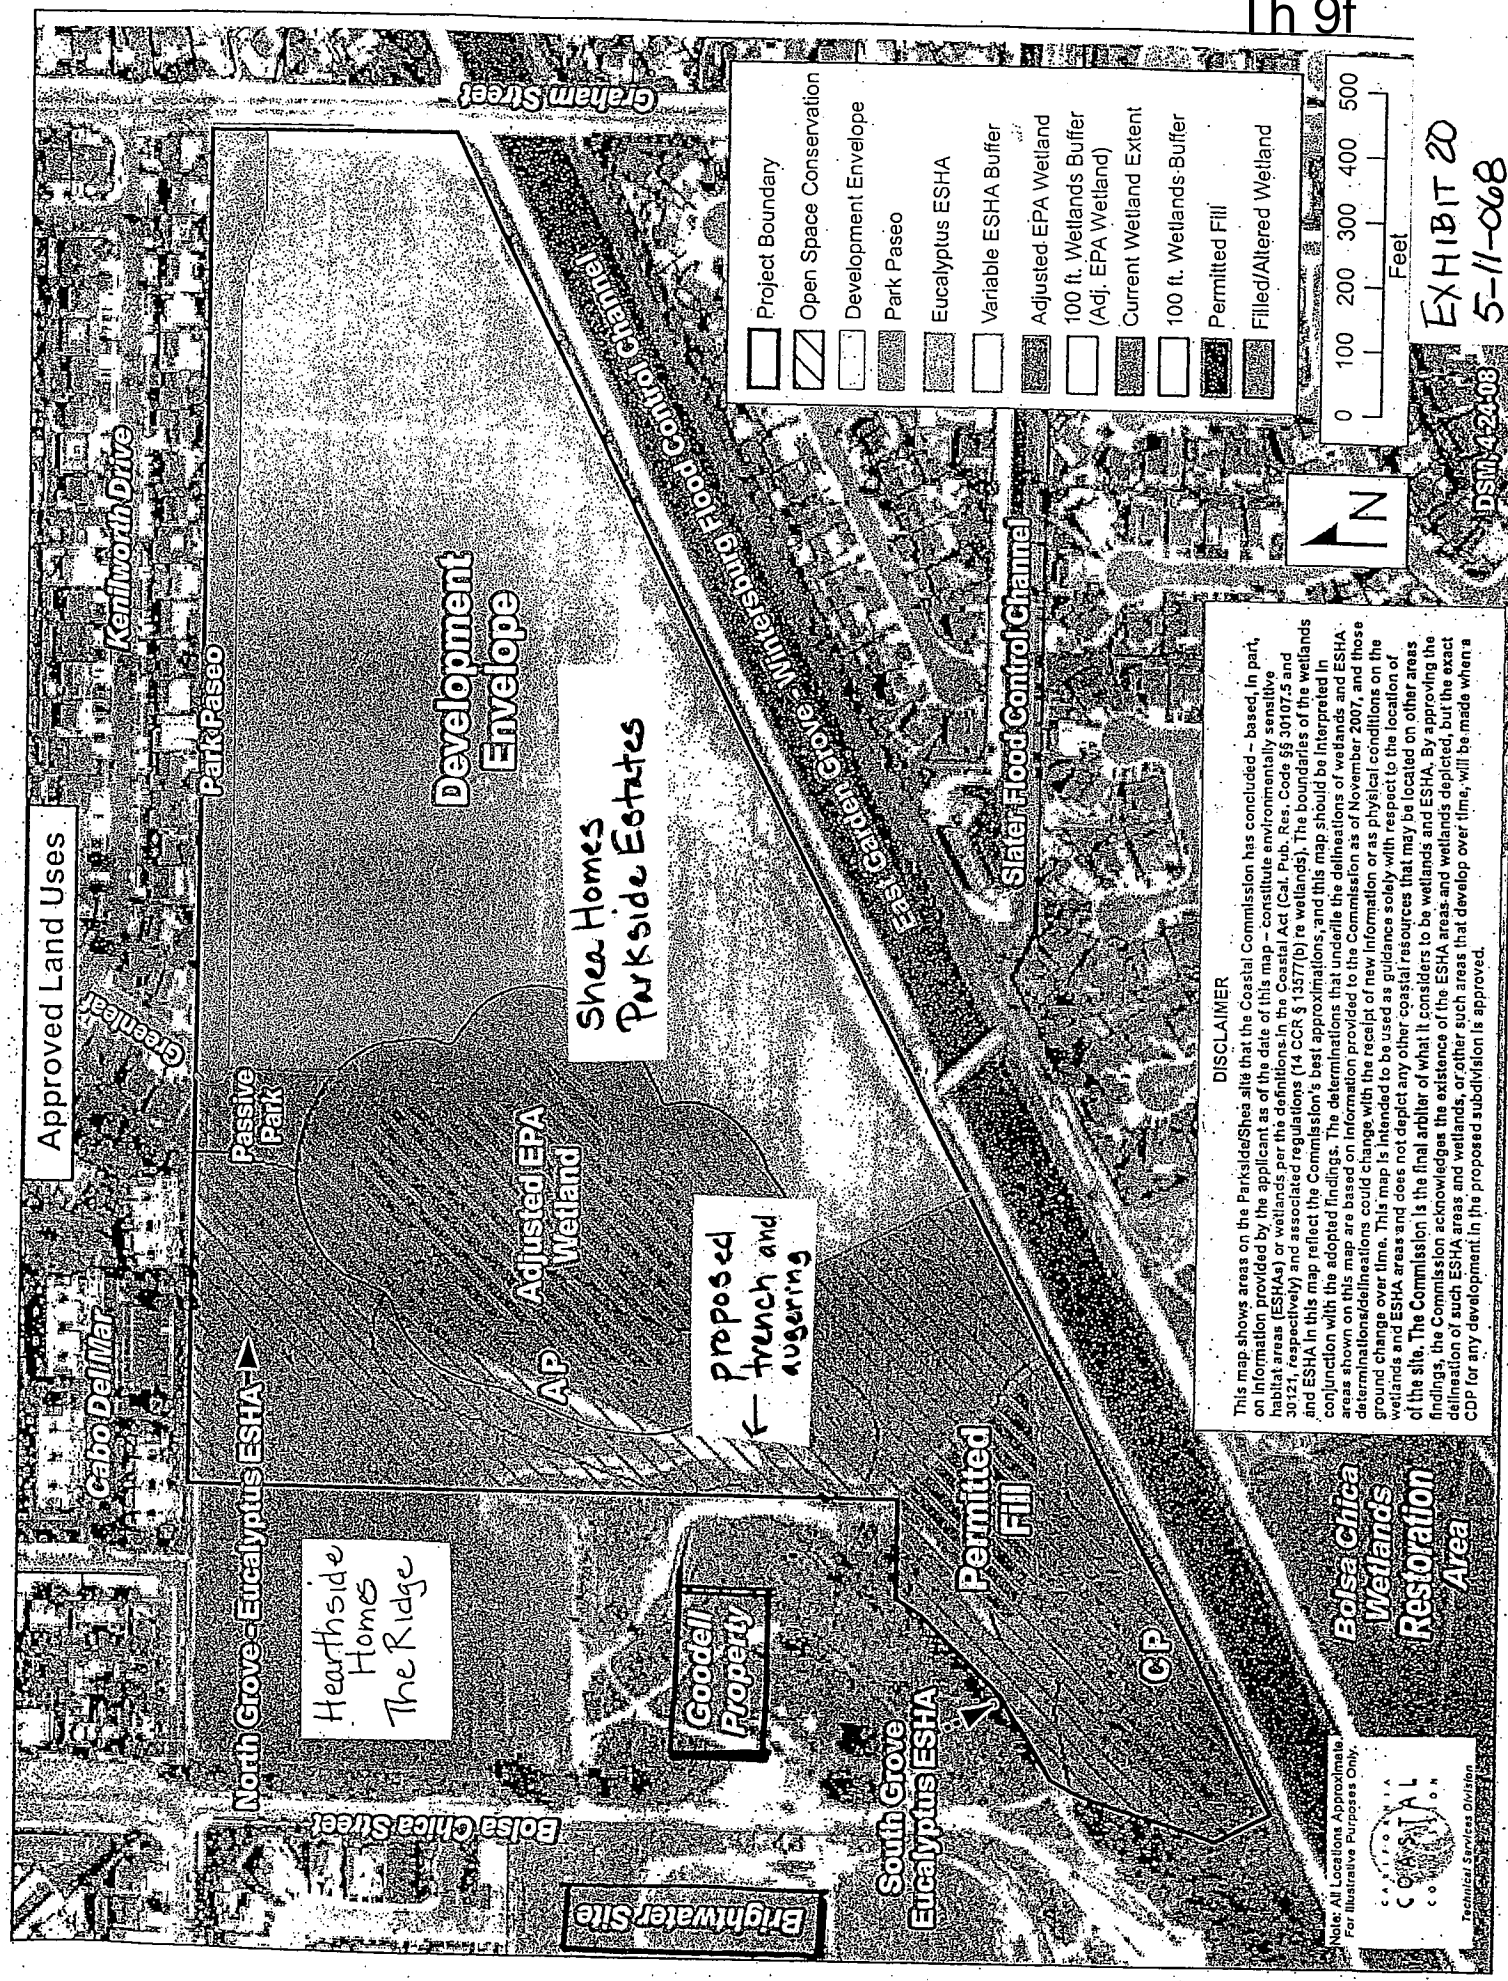 Th 9f
Approved Land Uses
Graham Street
Kenilworth Drive
Greenleaf
Cabo Del Mar
Park Paseo
Passive
Park
North Grove - Eucalyptus ESHA
Development
Envelope
Shea Homes
Parkside Estates
Adjusted EPA
Wetland
AP
proposed
← trench and
augering
Hearthside
Homes
The Ridge
Goodell
Property
Bolsa Chica Street
Brightwater Site
South Grove
Eucalyptus ESHA
Permitted
Fill
CP
East Garden Grove - Wintersburg Flood Control Channel
Slater Flood Control Channel
Bolsa Chica
Wetlands
Restoration
Area
Project Boundary
Open Space Conservation
Development Envelope
Park Paseo
Eucalyptus ESHA
Variable ESHA Buffer
Adjusted EPA Wetland
100 ft. Wetlands Buffer
(Adj. EPA Wetland)
Current Wetland Extent
100 ft. Wetlands Buffer
Permitted Fill
Filled/Altered Wetland
0 100 200 300 400 500
Feet
N
DSM 4-24-08
EXHIBIT 20
5-11-068
DISCLAIMER
This map shows areas on the Parkside/Shea site that the Coastal Commission has concluded – based, in part,
on information provided by the applicant as of the date of this map – constitute environmentally sensitive
habitat areas (ESHAs) or wetlands per the definitions in the Coastal Act (Cal. Pub. Res. Code §§ 30107.5 and
30121, respectively) and associated regulations (14 CCR § 13577(b) re wetlands). The boundaries of the wetlands
and ESHA in this map reflect the Commission's best approximations, and this map should be interpreted in
conjunction with the adopted findings. The determinations that underlie the delineations of wetlands and ESHA
areas shown on this map are based on information provided to the Commission as of November 2007, and those
determinations/delineations could change with the receipt of new information or as physical conditions on the
ground change over time. This map is intended to be used as guidance solely with respect to the location of
wetlands and ESHA areas and does not depict any other coastal resources that may be located on other areas
of the site. The Commission is the final arbiter of what it considers to be wetlands and ESHA. By approving the
findings, the Commission acknowledges the existence of the ESHA areas and wetlands depicted, but the exact
delineation of such ESHA areas and wetlands, or other such areas that develop over time, will be made when a
CDP for any development in the proposed subdivision is approved.
Note: All Locations Approximate.
For Illustrative Purposes Only.
CALIFORNIA
COASTAL
COMMISSION
Technical Services Division